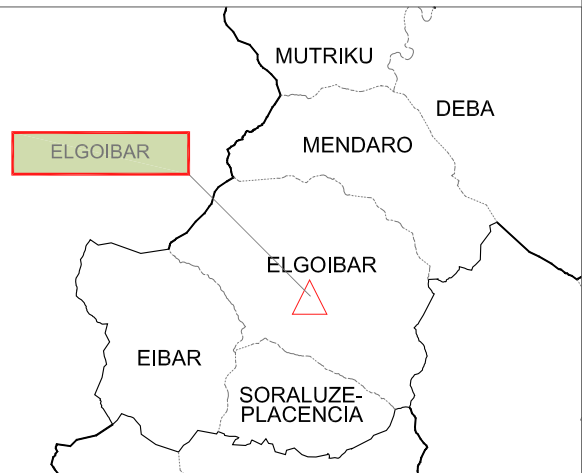 MUTRIKU
DEBA
MENDARO
ELGOIBAR
ELGOIBAR
EIBAR
SORALUZE-
PLACENCIA